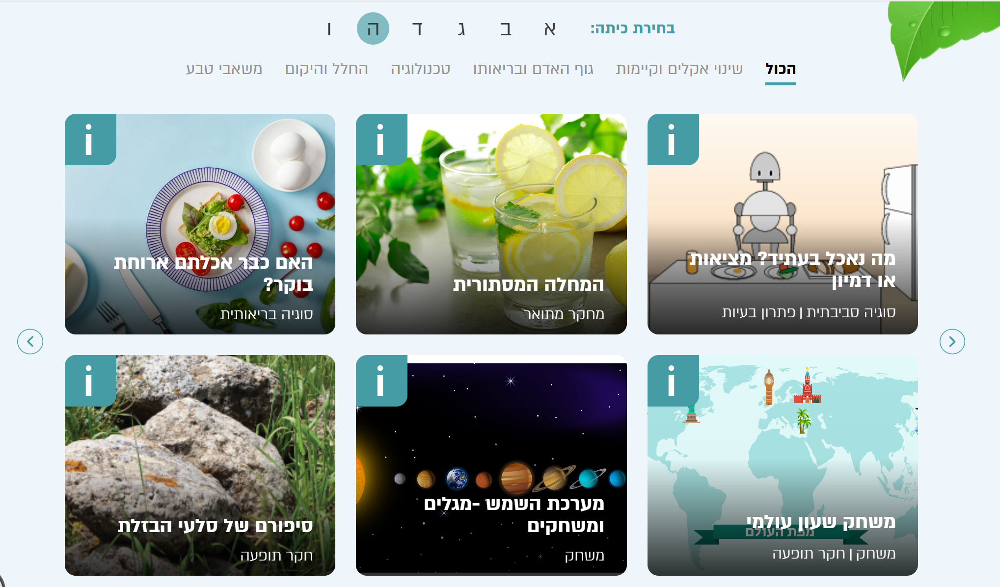 בחירת כיתה: א ב ג ד ה ו
הכול שינוי אקלים וקיימות גוף האדם ובריאותו טכנולוגיה החלל והיקום משאבי טבע
i
מה נאכל בעתיד? מציאות
או דמיון
סוגיה סביבתית | פתרון בעיות
i
המחלה המסתורית
מחקר מתואר
i
האם כבר אכלתם ארוחת
בוקר?
סוגיה בריאותית
i
משחק שעון עולמי
מפת העולם
משחק | חקר תופעה
i
מערכת השמש -מגלים
ומשחקים
משחק
i
סיפורם של סלעי הבזלת
חקר תופעה